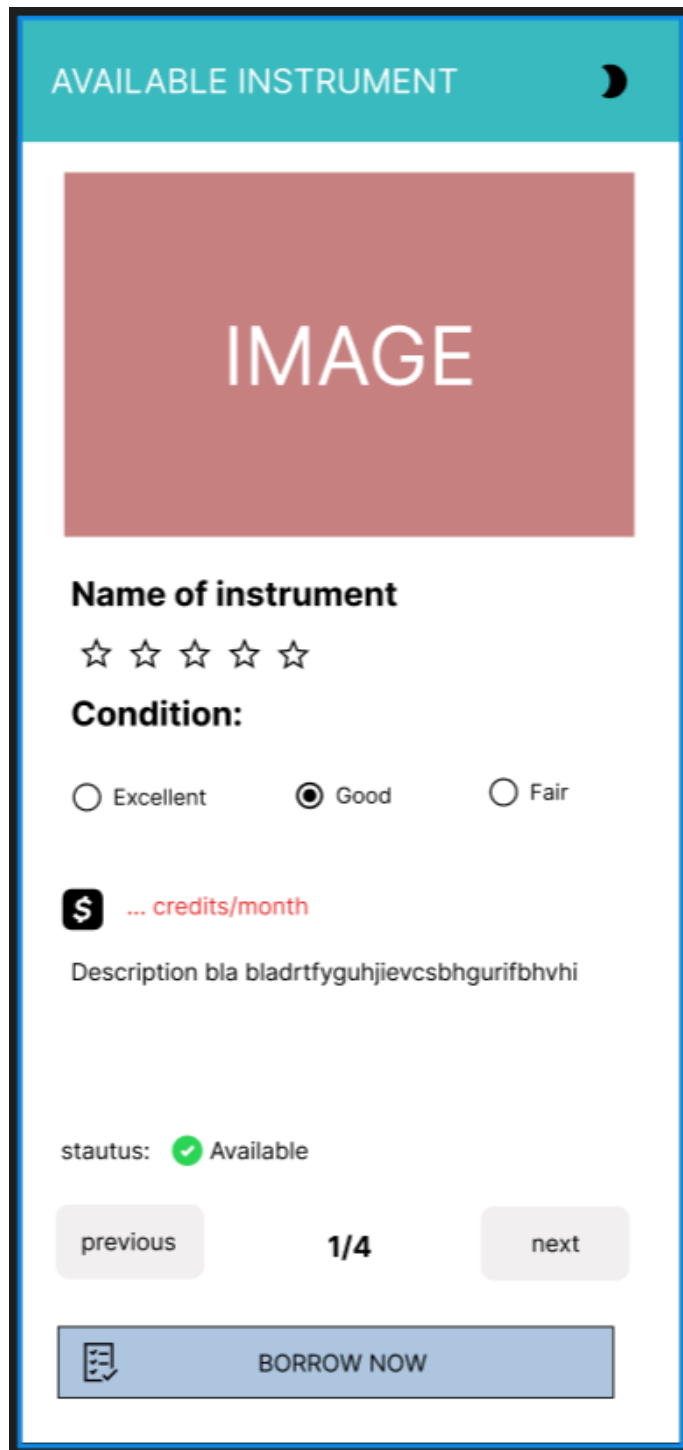 AVAILABLE INSTRUMENT
IMAGE
Name of instrument
Condition:
Excellent Good Fair
$ ... credits/month
Description bla bladrtfyguhjievcsbhgurifbhvhi
stautus: Available
previous 1/4 next
BORROW NOW